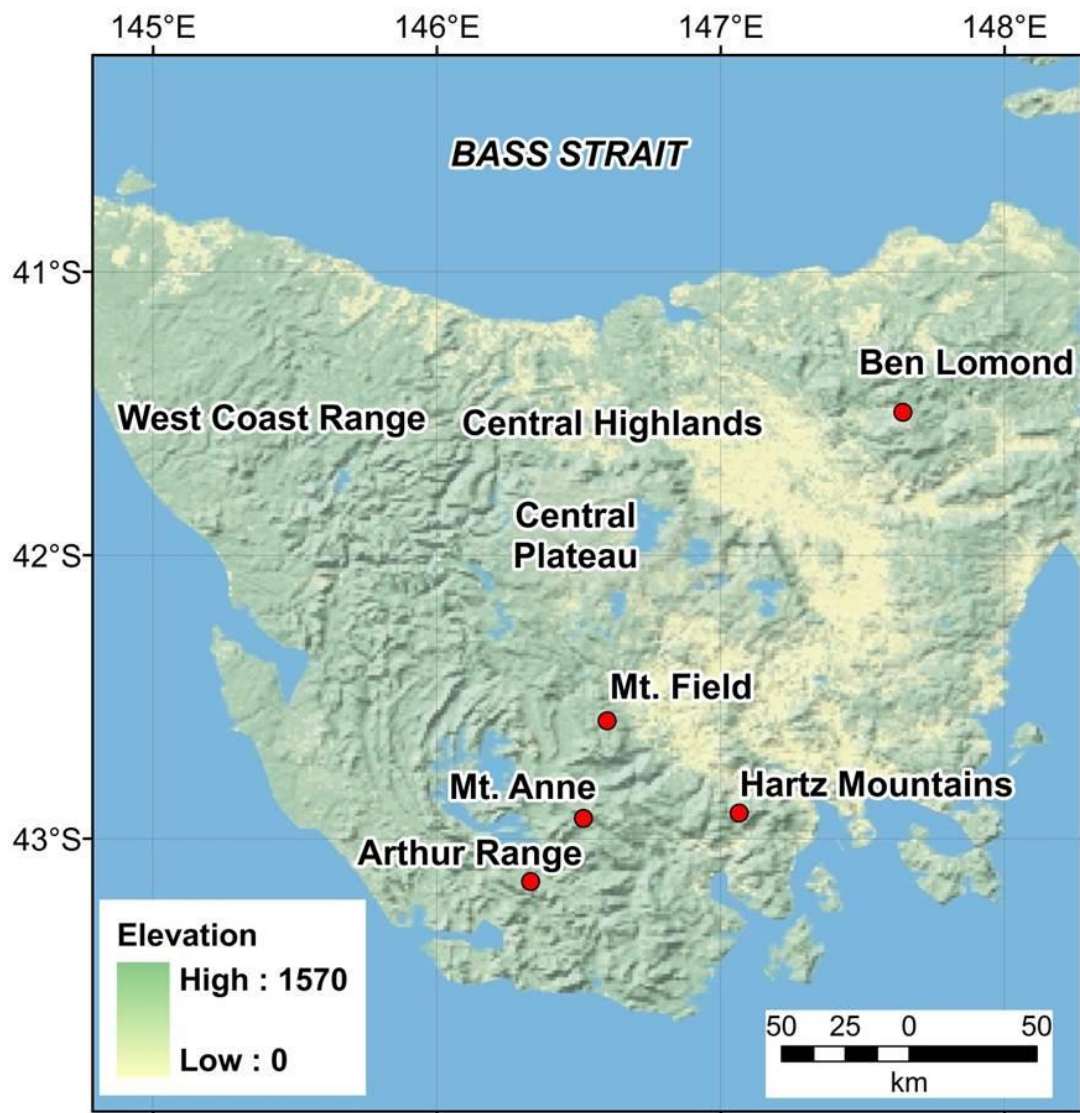 145°E 146°E 147°E 148°E
BASS STRAIT
41°S
Ben Lomond
West Coast Range
Central Highlands
Central
Plateau
42°S
Mt. Field
Mt. Anne
Hartz Mountains
43°S
Arthur Range
Elevation
High : 1570
Low : 0
50 25 0 50
km